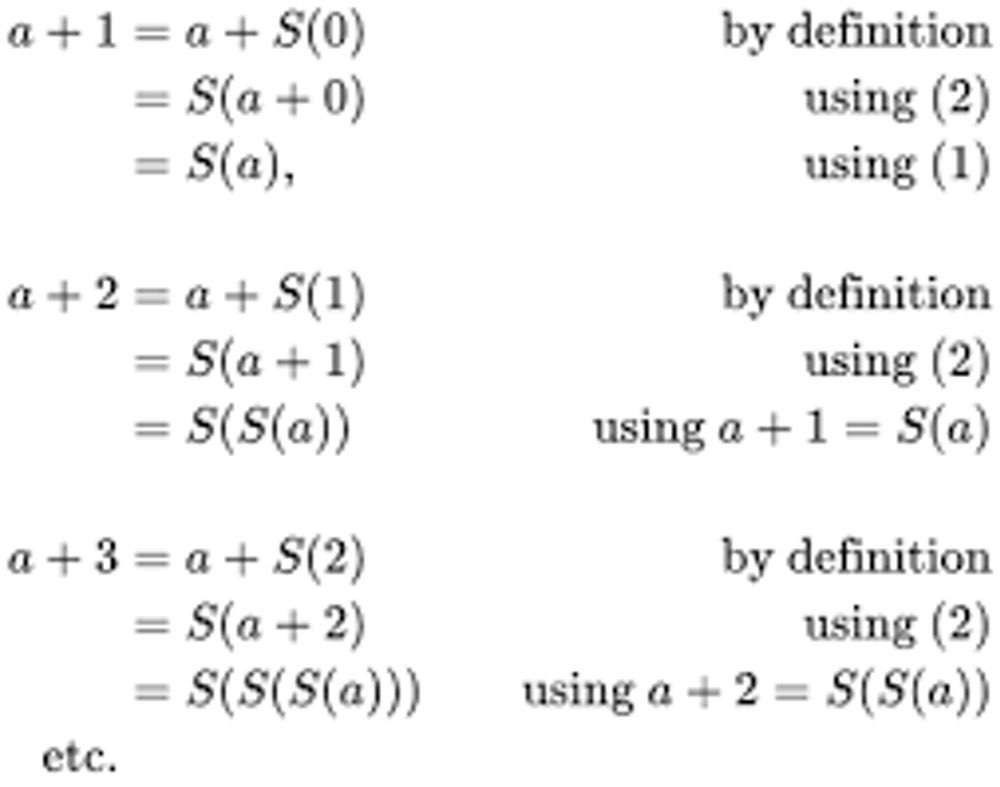 a + 1 = a + S(0) by definition
= S(a + 0) using (2)
= S(a), using (1)
a + 2 = a + S(1) by definition
= S(a + 1) using (2)
= S(S(a)) using a + 1 = S(a)
a + 3 = a + S(2) by definition
= S(a + 2) using (2)
= S(S(S(a))) using a + 2 = S(S(a))
etc.